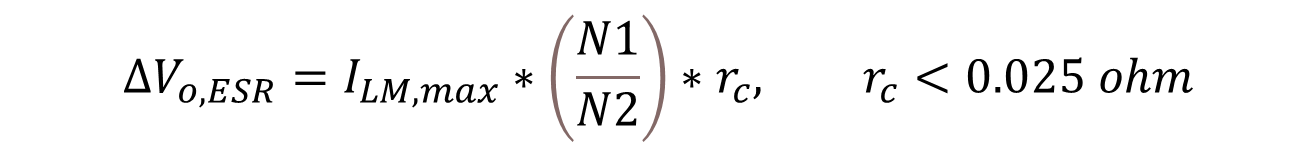 ΔV_{o,ESR} = I_{LM,max} * (N1/N2) * r_c, r_c < 0.025 ohm